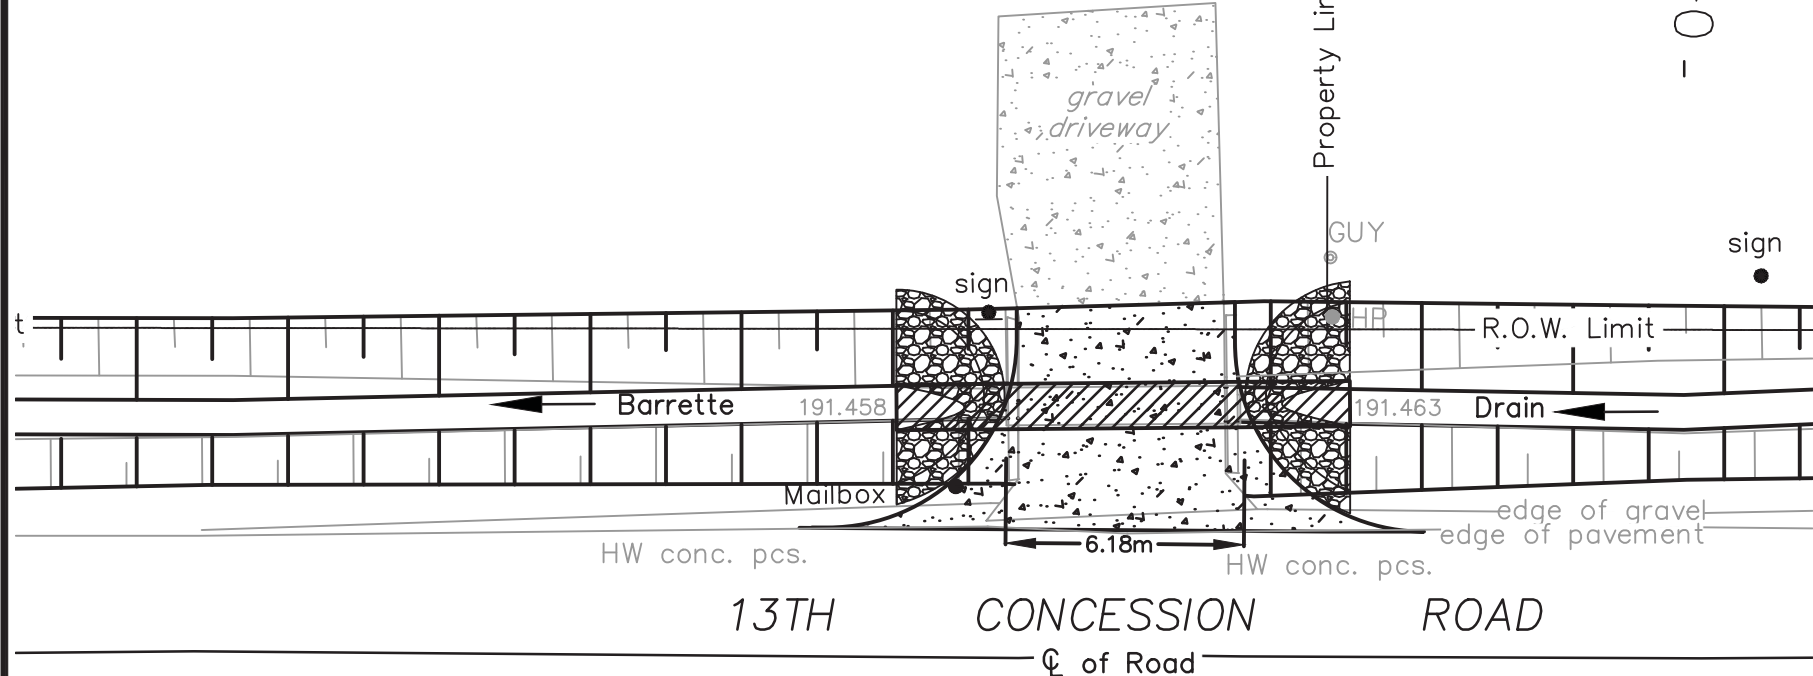 Property Lin
gravel
driveway
GUY
sign
sign
HP
t
R.O.W. Limit
Barrette
191.458
191.463
Drain
Mailbox
edge of gravel
edge of pavement
6.18m
HW conc. pcs.
HW conc. pcs.
13TH CONCESSION ROAD
℄ of Road